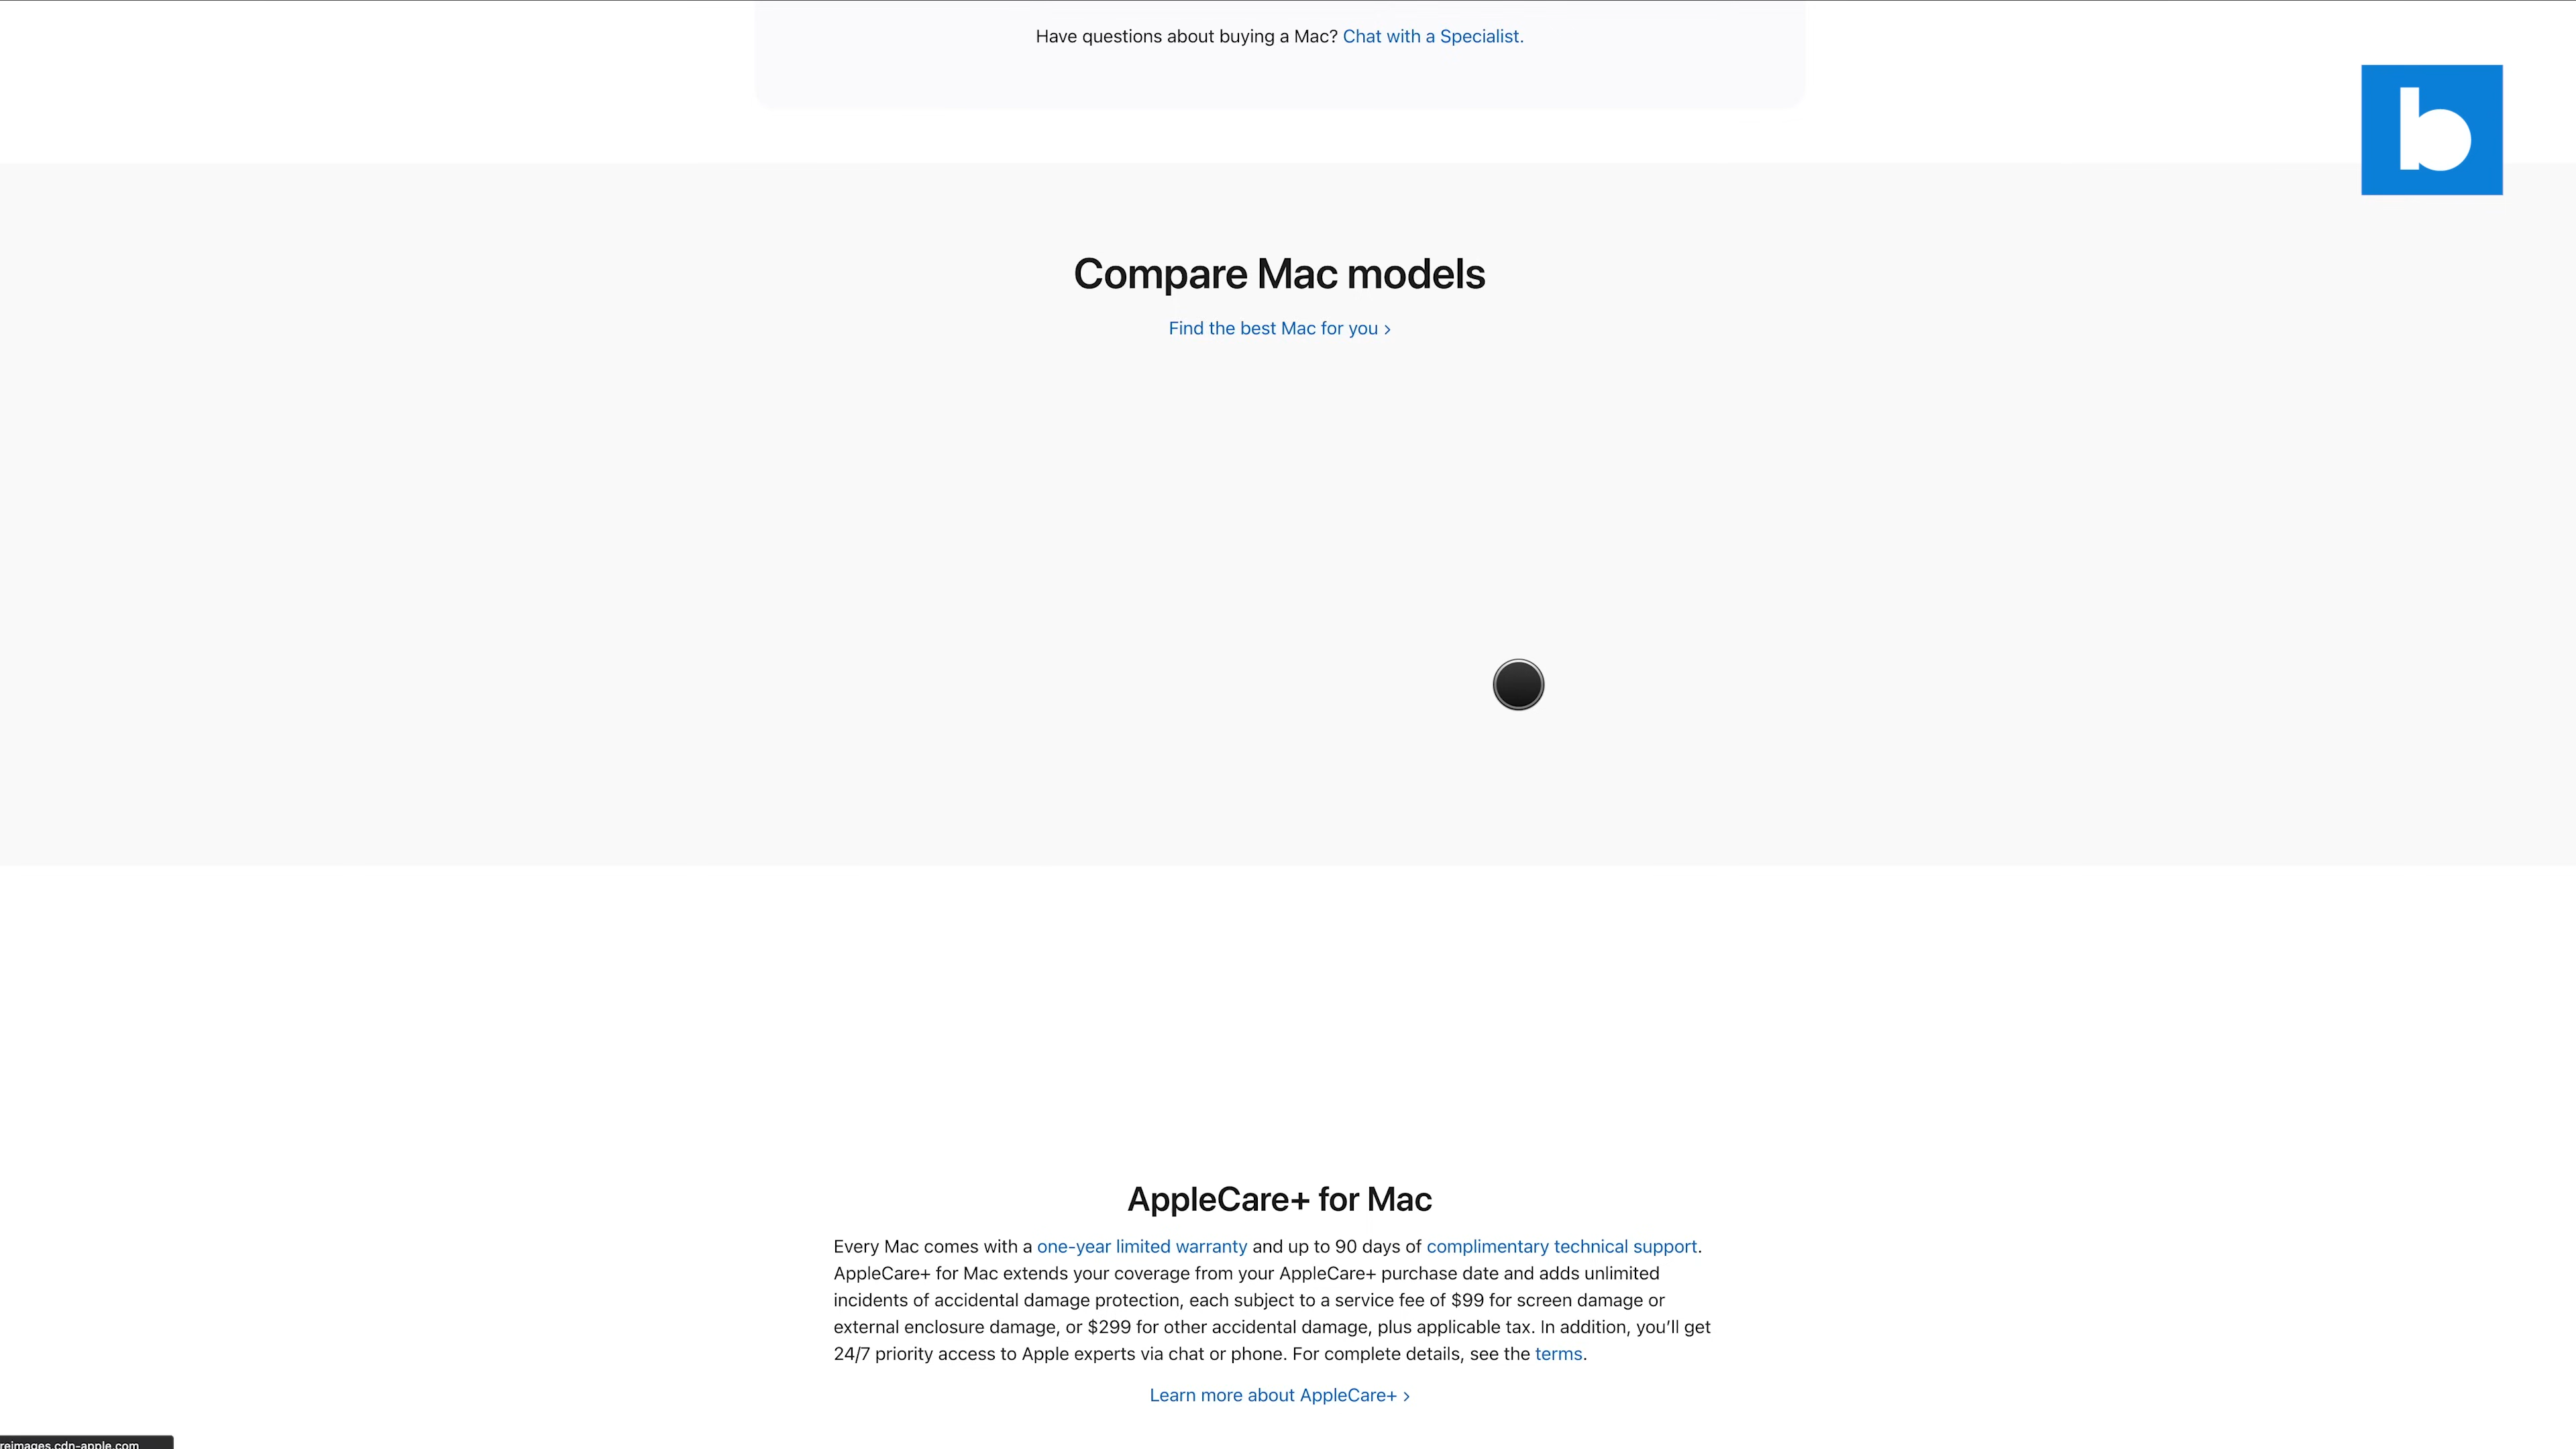 Have questions about buying a Mac? Chat with a Specialist.
b
Compare Mac models
Find the best Mac for you >
AppleCare+ for Mac
Every Mac comes with a one-year limited warranty and up to 90 days of complimentary technical support.
AppleCare+ for Mac extends your coverage from your AppleCare+ purchase date and adds unlimited
incidents of accidental damage protection, each subject to a service fee of $99 for screen damage or
external enclosure damage, or $299 for other accidental damage, plus applicable tax. In addition, you’ll get
24/7 priority access to Apple experts via chat or phone. For complete details, see the terms.
Learn more about AppleCare+ >
reimages.cdn-apple.com